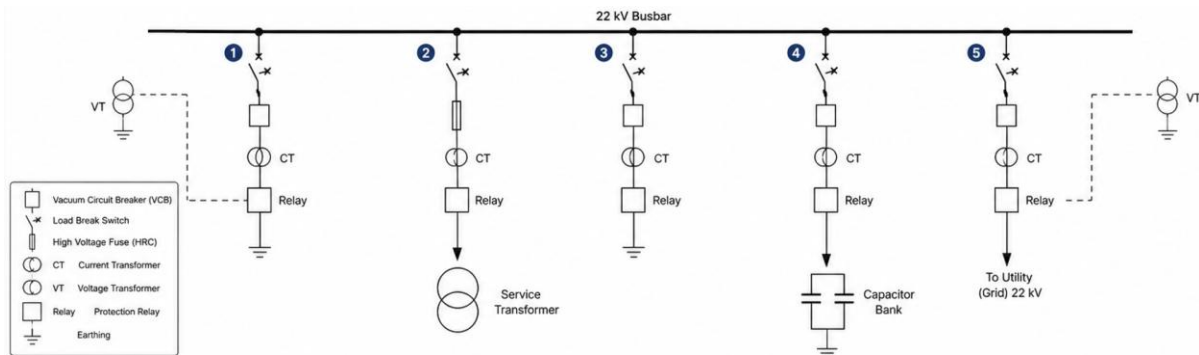 22 kV Busbar
1
2
3
4
5
VT
VT
CT
CT
CT
CT
CT
Relay
Relay
Relay
Relay
Relay
Vacuum Circuit Breaker (VCB)
Load Break Switch
High Voltage Fuse (HRC)
CT Current Transformer
VT Voltage Transformer
Relay Protection Relay
Earthing
Service
Transformer
Capacitor
Bank
To Utility
(Grid) 22 kV